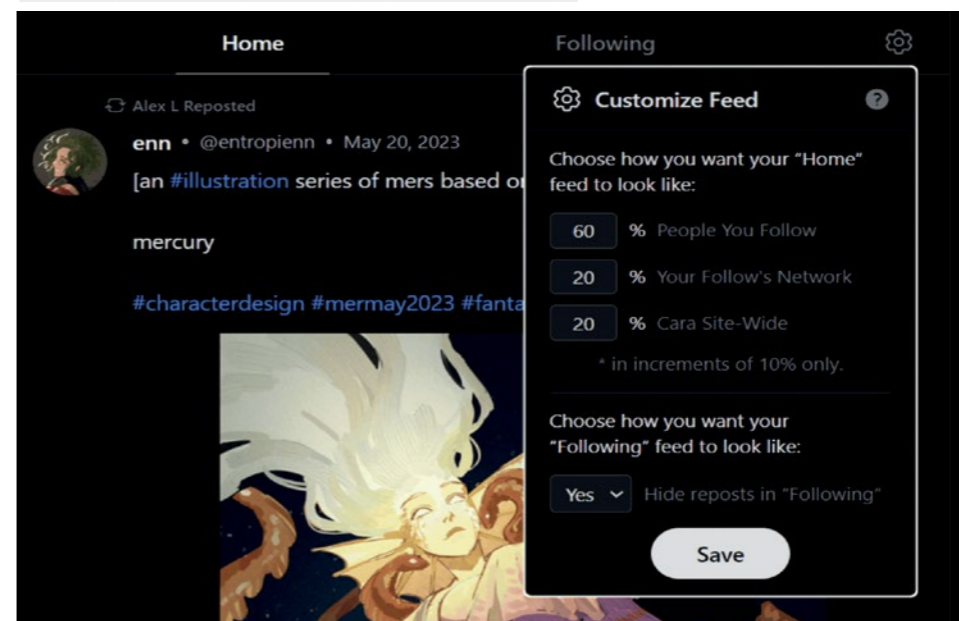 Home
Following
Alex L Reposted
enn • @entropienn • May 20, 2023
[an #illustration series of mers based
mercury
#characterdesign #mermay2023
Customize Feed
?
Choose how you want your “Home”
feed to look like:
60 % People You Follow
20 % Your Follow's Network
20 % Cara Site-Wide
* in increments of 10% only.
Choose how you want your
“Following” feed to look like:
Yes Hide reposts in “Following”
Save